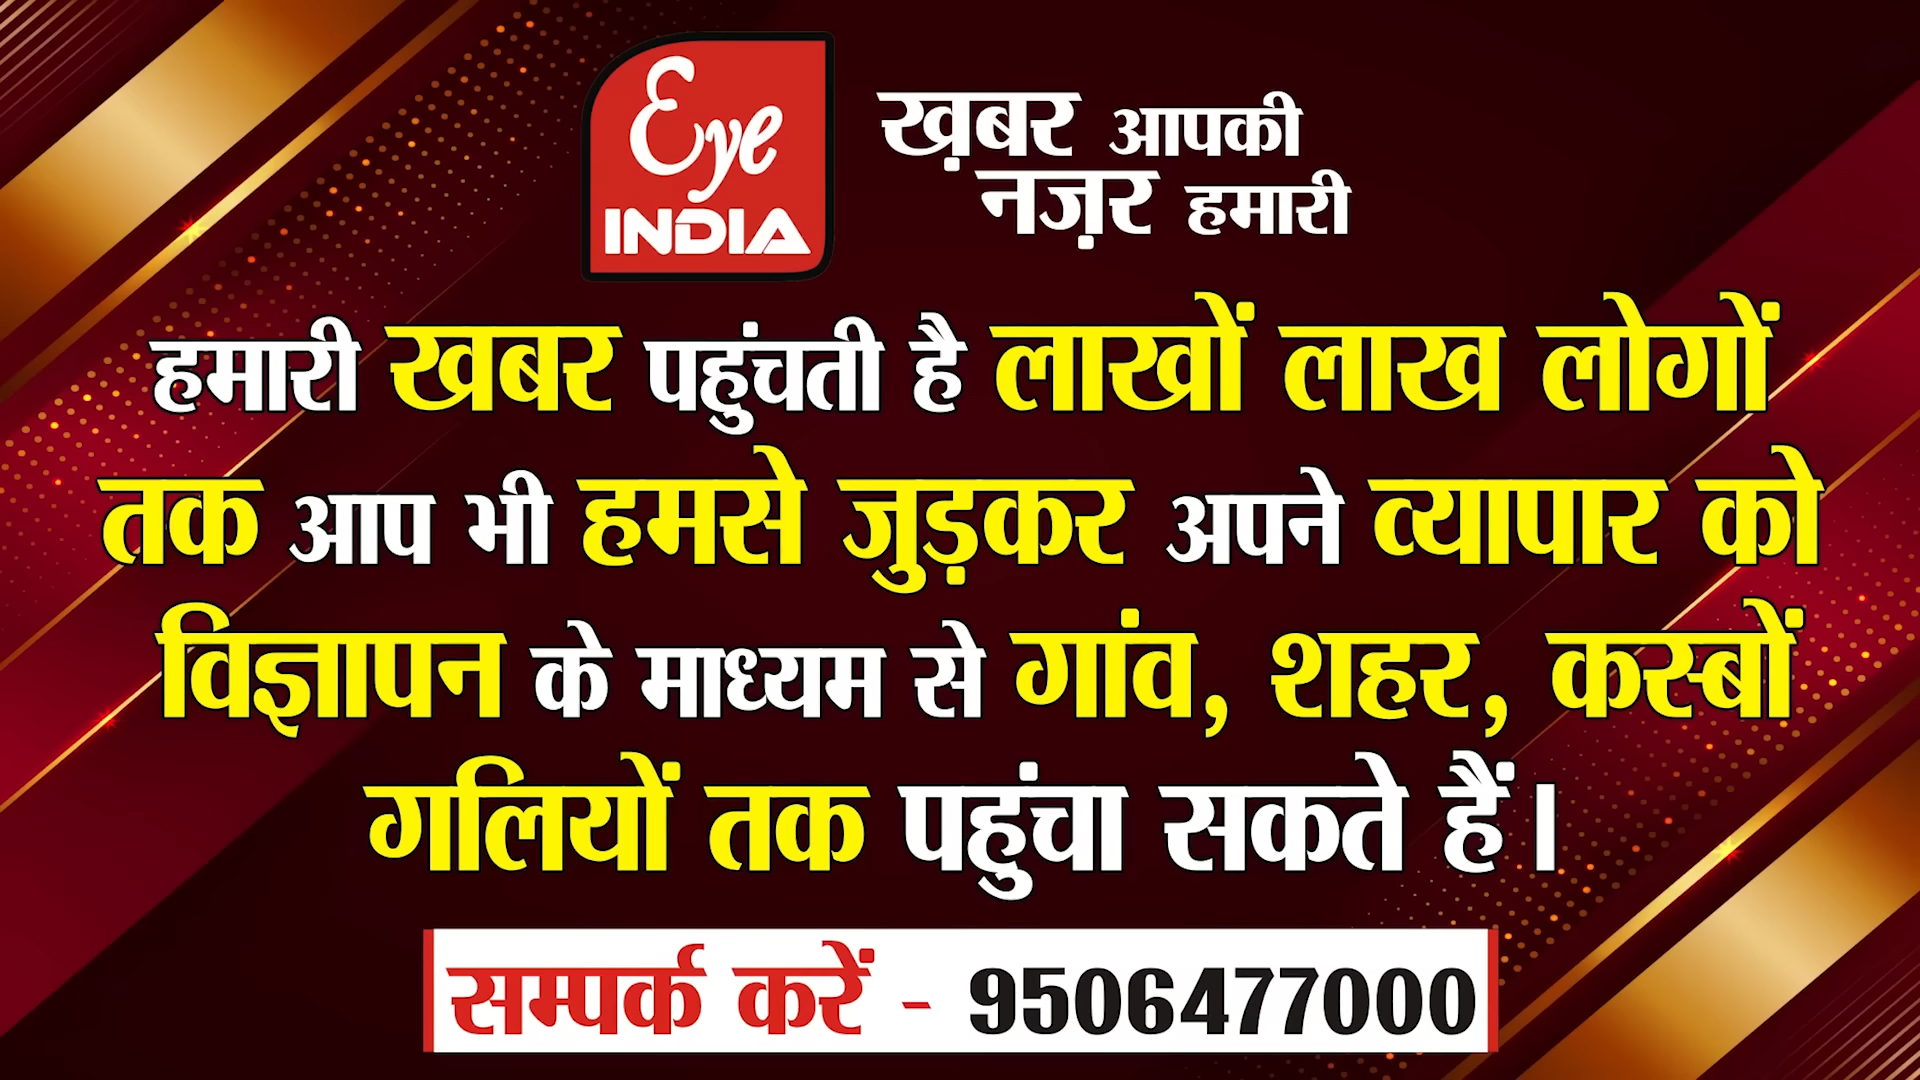 Eye
INDIA
ख़बर आपकी
नज़र हमारी
हमारी खबर पहुंचती है लाखों लाख लोगों
तक आप भी हमसे जुड़कर अपने व्यापार को
विज्ञापन के माध्यम से गांव, शहर, कस्बों
गलियों तक पहुंचा सकते हैं।
सम्पर्क करें - 9506477000